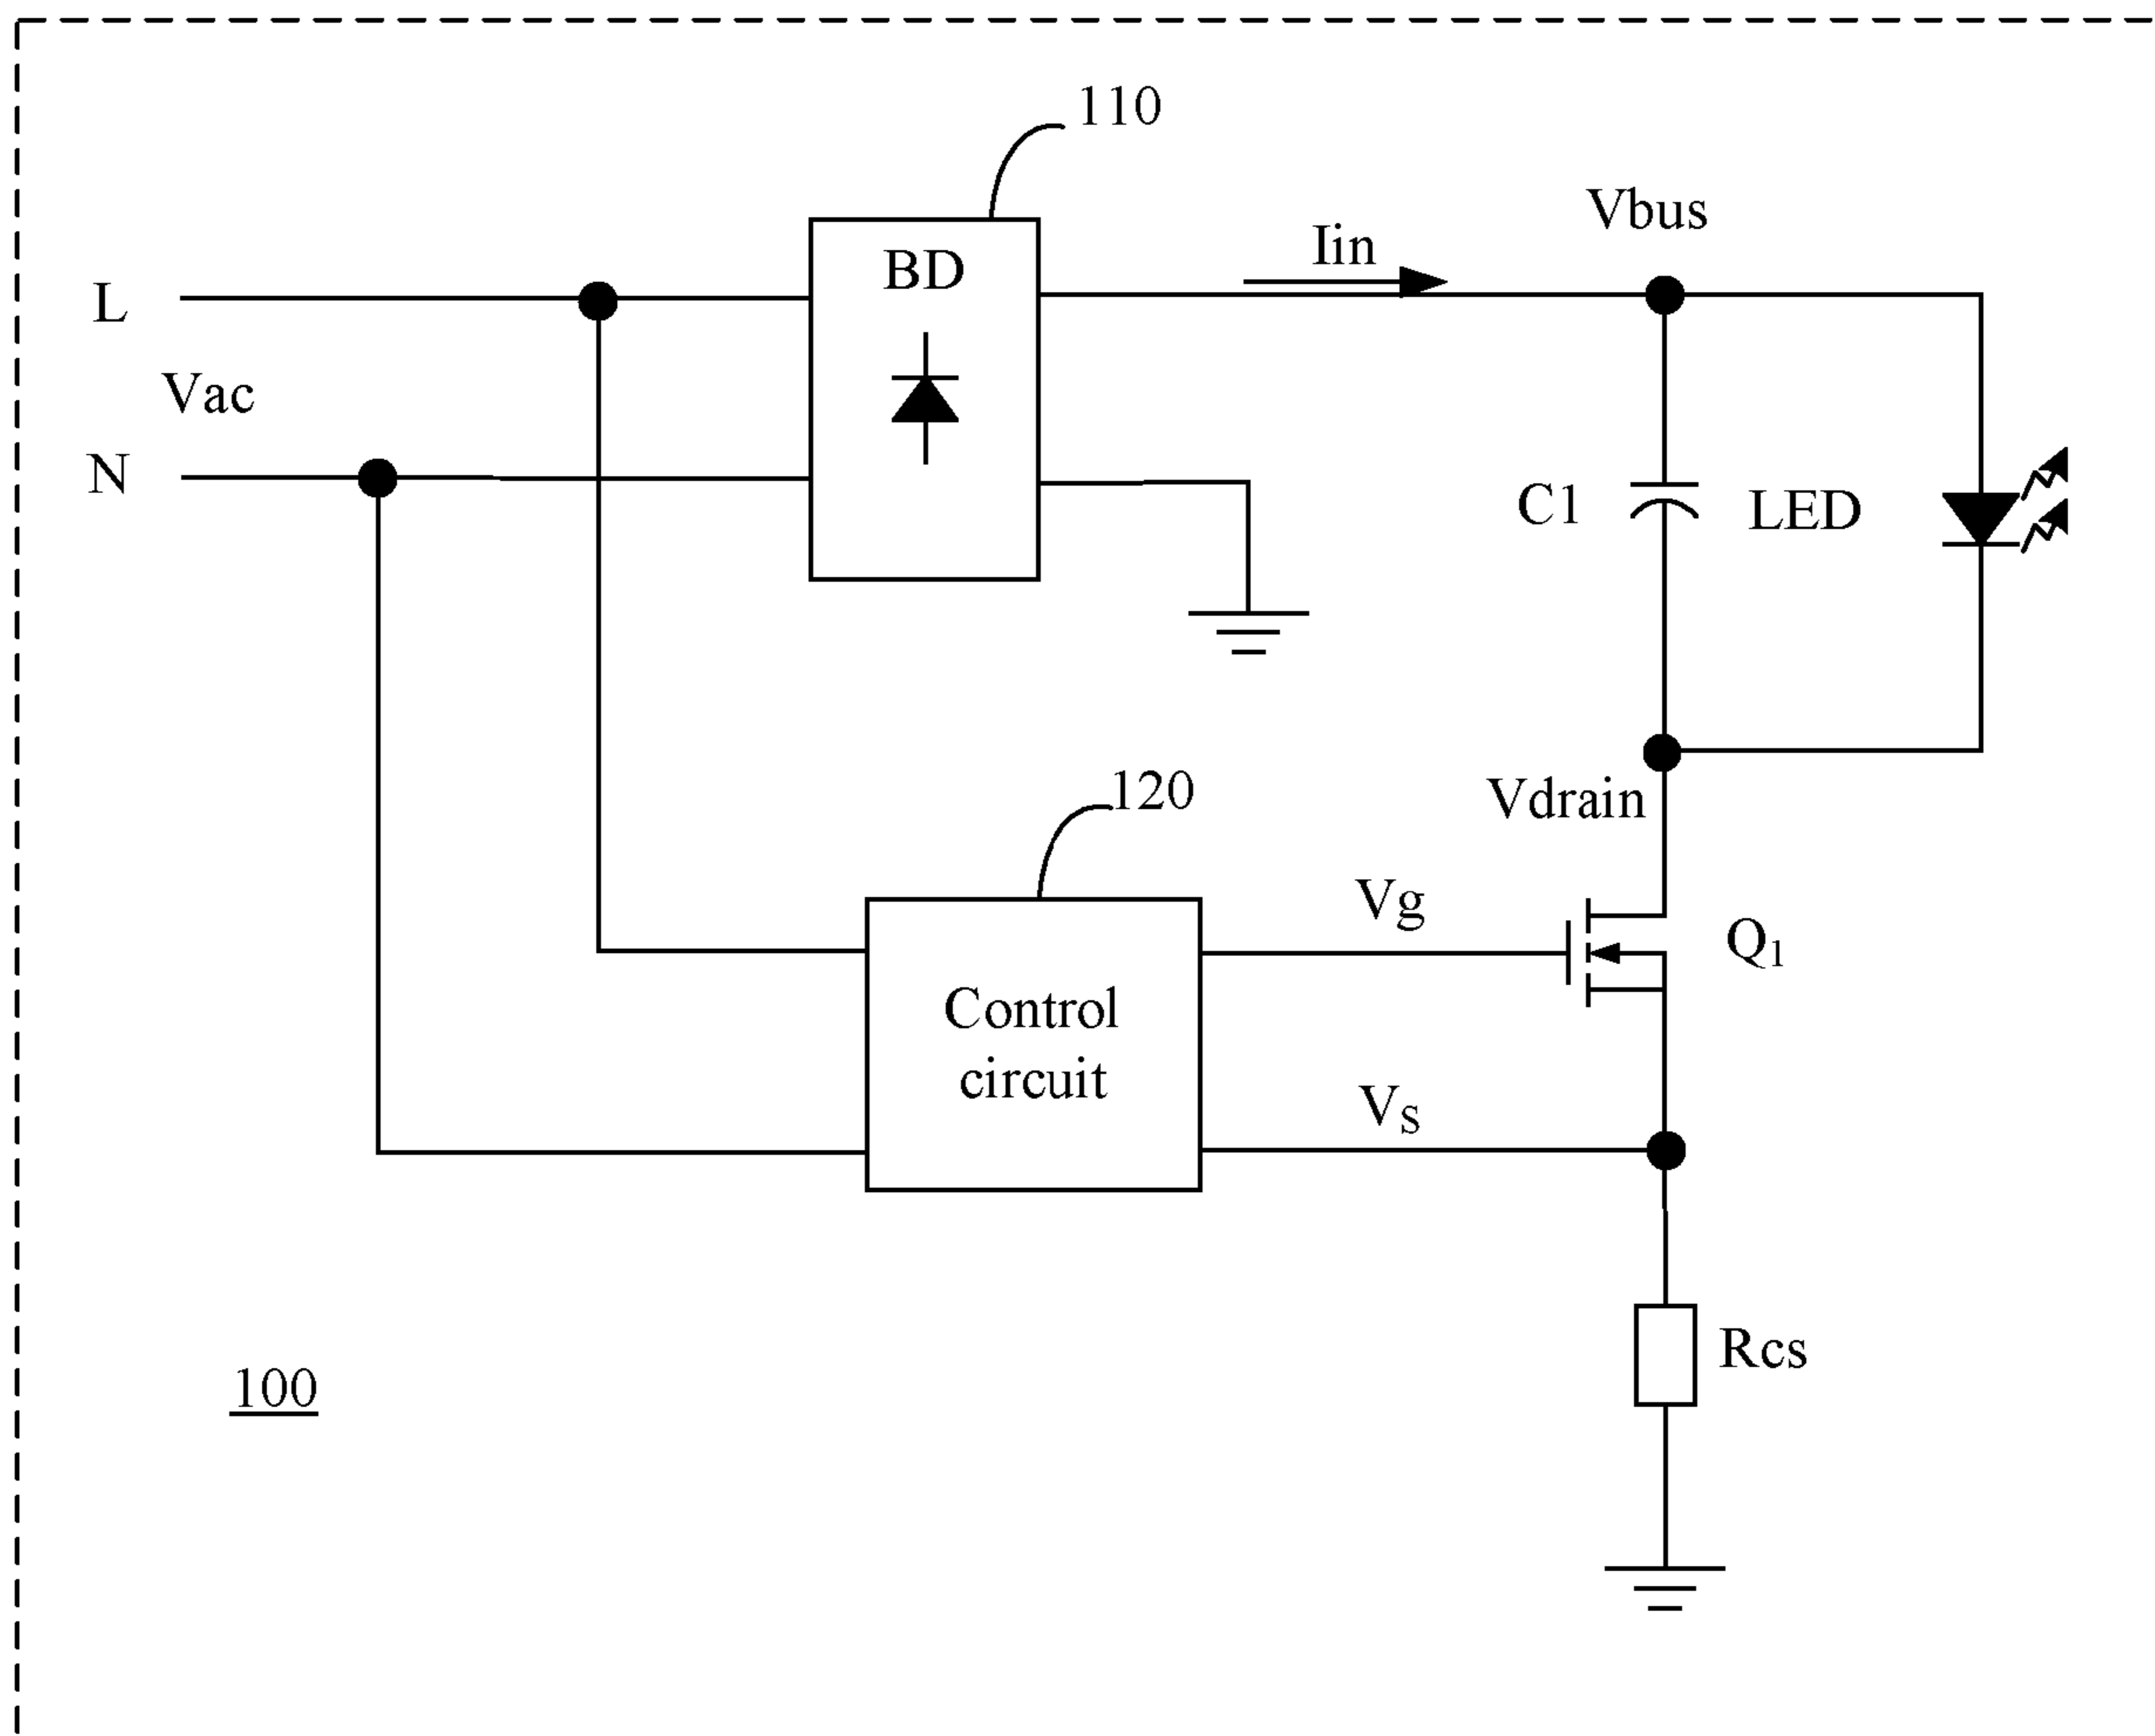 110
Vbus
Iin
BD
L
Vac
N
C1
LED
120
Vdrain
Vg
Q1
Control
circuit
VS
Rcs
100